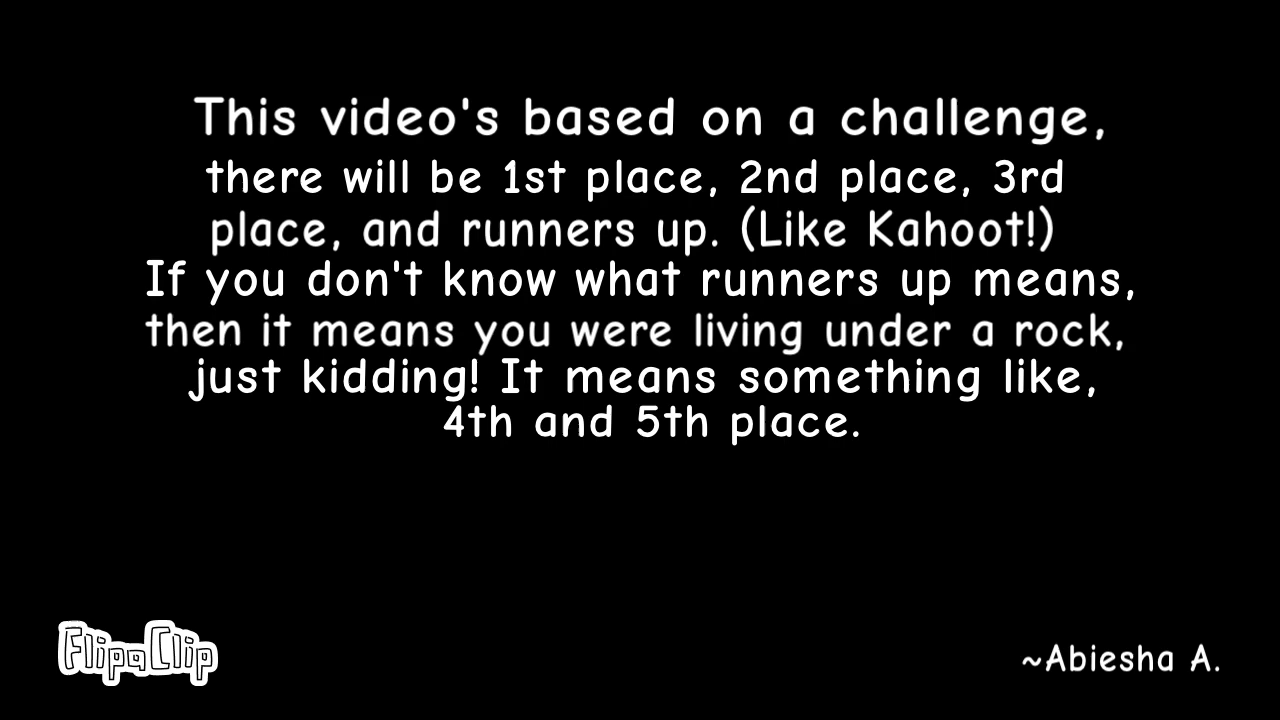 This video's based on a challenge,
there will be 1st place, 2nd place, 3rd
place, and runners up. (Like Kahoot!)
If you don't know what runners up means,
then it means you were living under a rock,
just kidding! It means something like,
4th and 5th place.
FlipaClip
~Abiesha A.